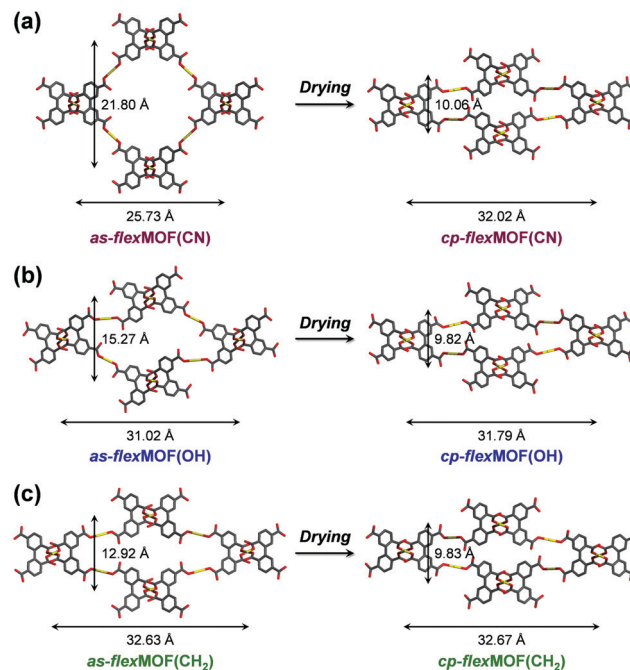 (a)
21.80 Å
Drying
10.06 Å
25.73 Å
32.02 Å
as-flexMOF(CN)
cp-flexMOF(CN)
(b)
15.27 Å
Drying
9.82 Å
31.02 Å
31.79 Å
as-flexMOF(OH)
cp-flexMOF(OH)
(c)
12.92 Å
Drying
9.83 Å
32.63 Å
32.67 Å
as-flexMOF(CH₂)
cp-flexMOF(CH₂)